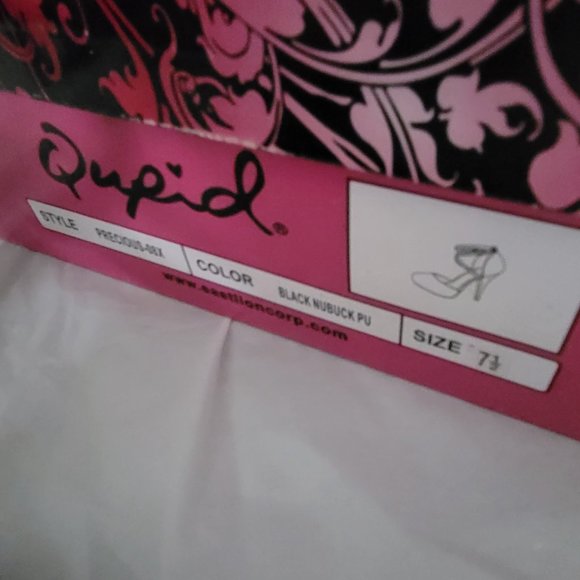 Qupid®
STYLE PRECIOUS-08X COLOR BLACK NUBUCK PU SIZE 7½
www.eastlioncorp.com